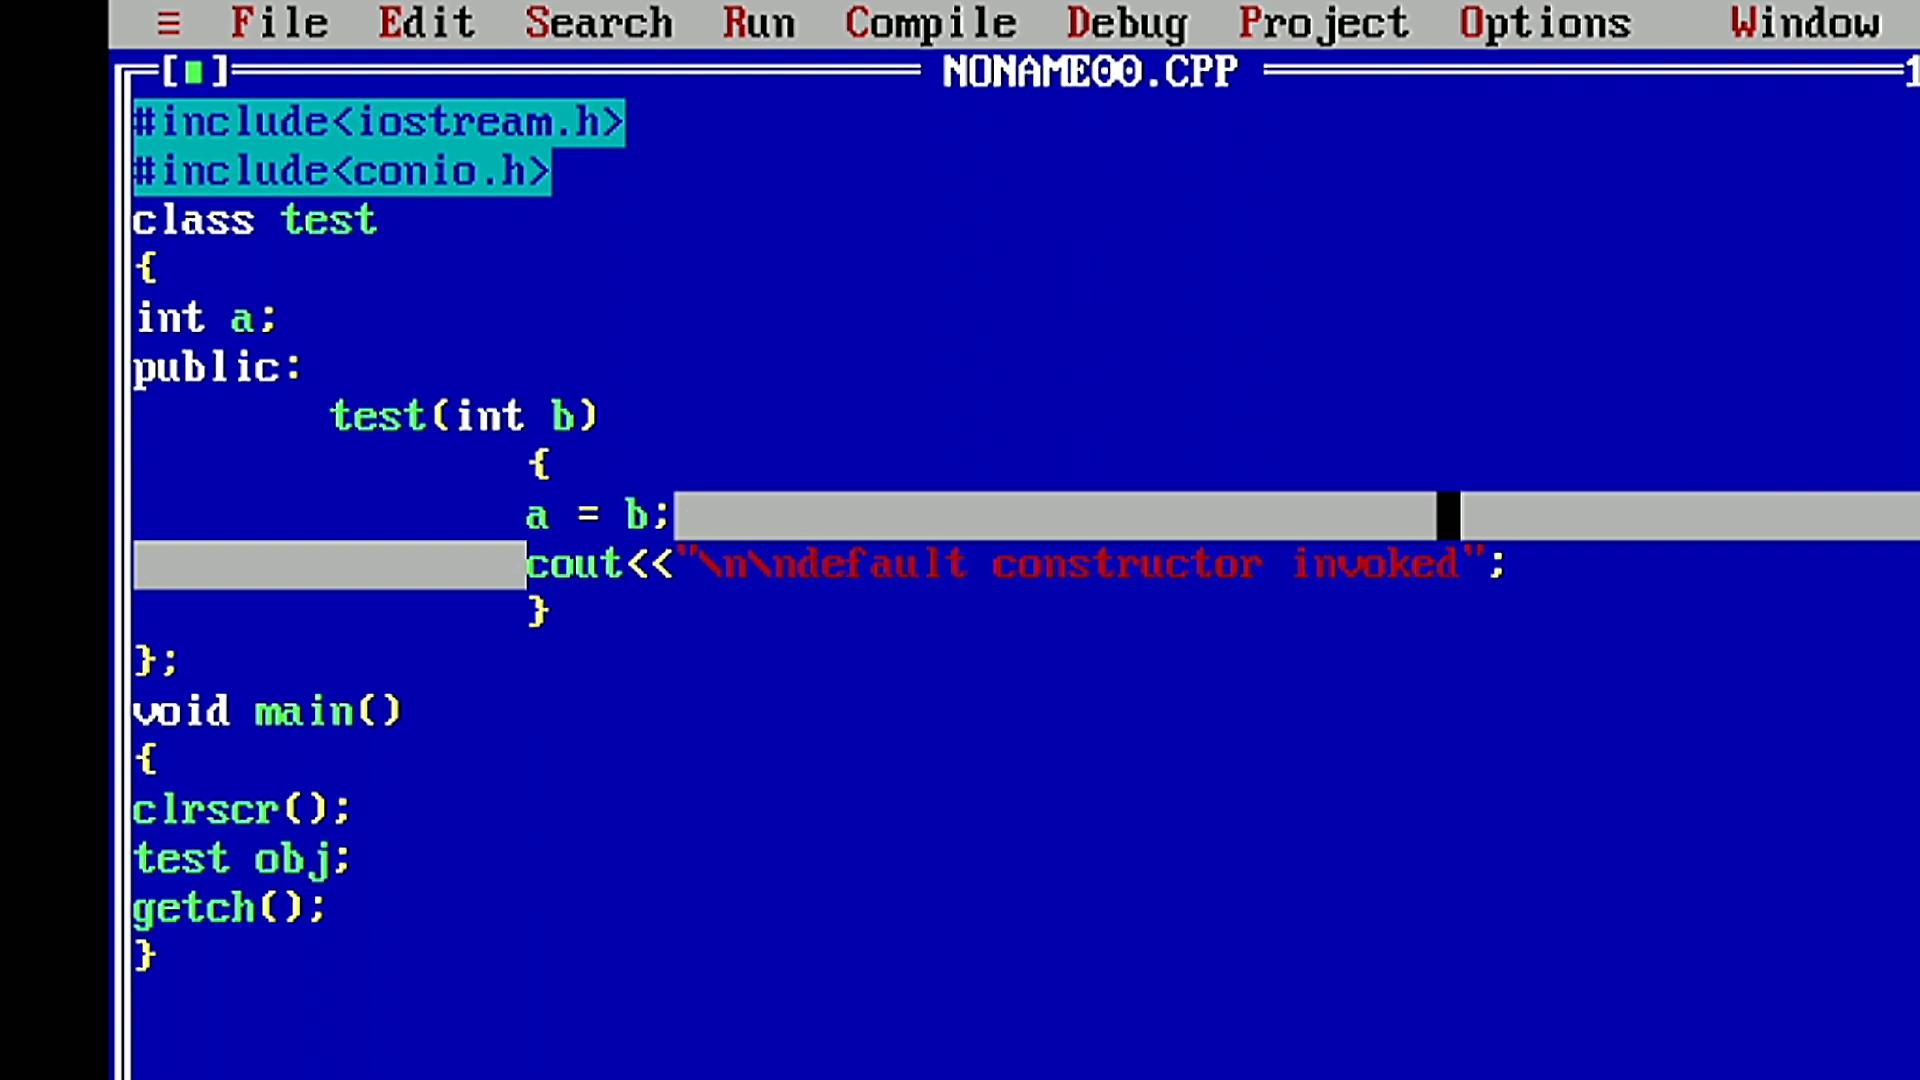 ≡ File Edit Search Run Compile Debug Project Options Window
[■] NONAME00.CPP 1
#include<iostream.h>
#include<conio.h>
class test
{
int a;
public:
test(int b)
{
a = b;
cout<<"\n\ndefault constructor invoked";
}
};
void main()
{
clrscr();
test obj;
getch();
}